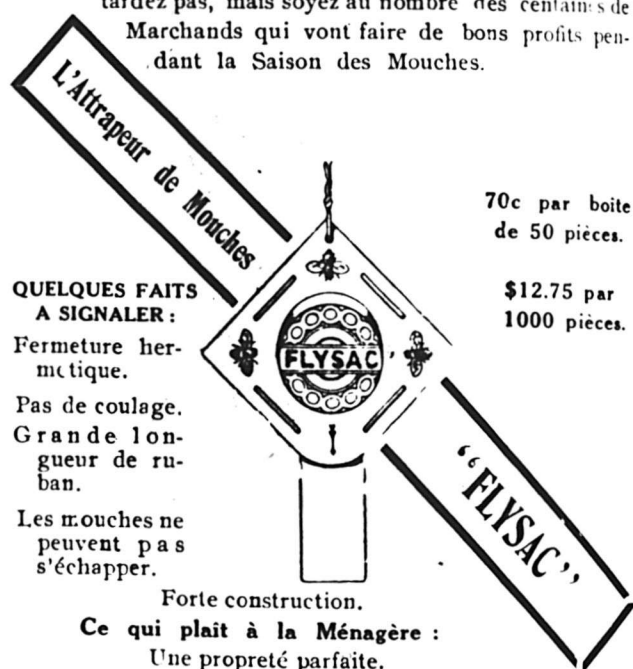 tardez pas, mais soyez au nombre des centaines de
Marchands qui vont faire de bons profits pen-
dant la Saison des Mouches.
L'Attrapeur de Mouches
70c par boite
de 50 pièces.
$12.75 par
1000 pièces.
QUELQUES FAITS
A SIGNALER :
Fermeture her-
metique.
Pas de coulage.
Grande lon-
gueur de ru-
ban.
Les mouches ne
peuvent pas
s'échapper.
FLYSAC
"FLYSAC"
Forte construction.
Ce qui plait à la Ménagère :
Une propreté parfaite.